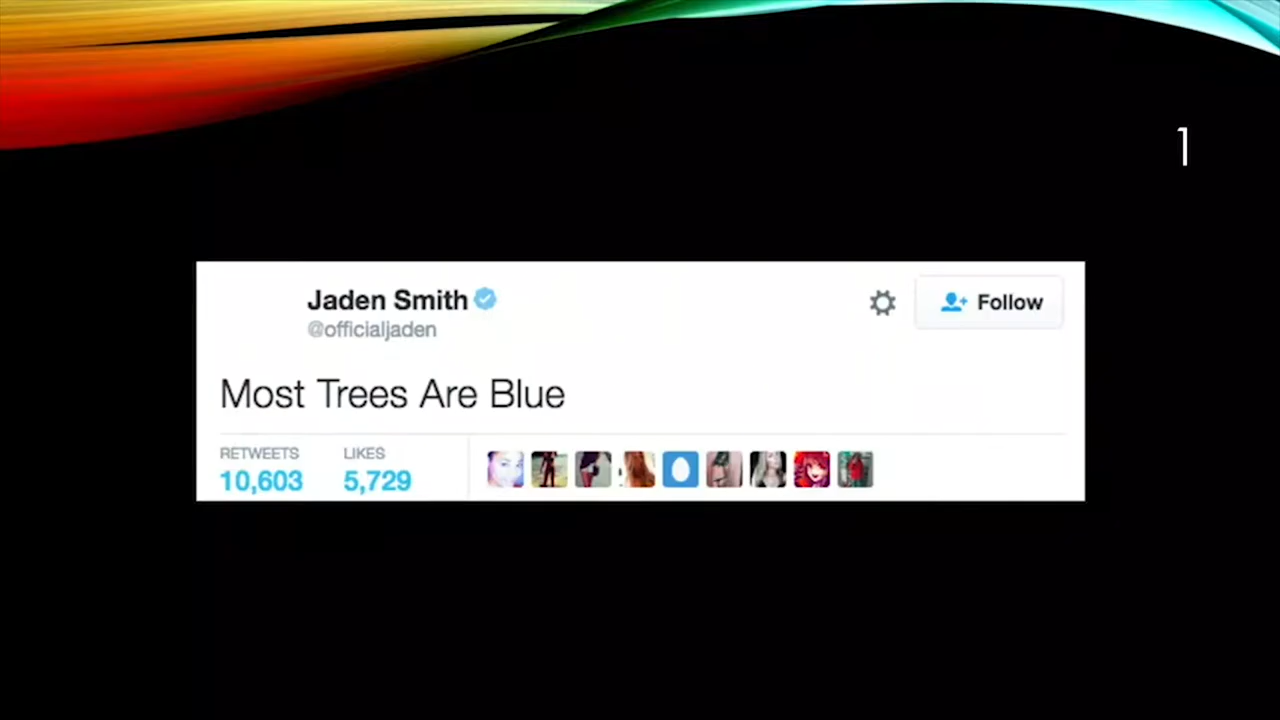 1
Jaden Smith
@officialjaden
Follow
Most Trees Are Blue
RETWEETS LIKES
10,603 5,729